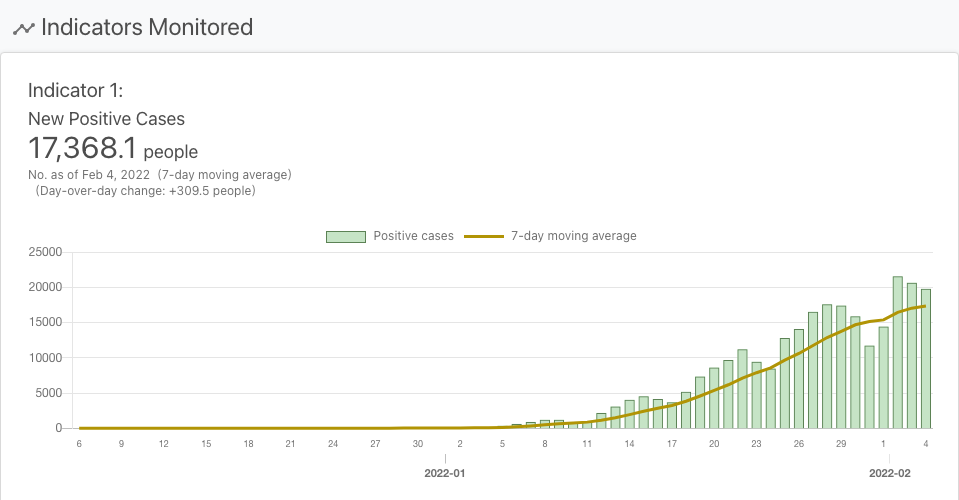 Indicators Monitored
Indicator 1:
New Positive Cases
17,368.1 people
No. as of Feb 4, 2022 (7-day moving average)
(Day-over-day change: +309.5 people)
Positive cases 7-day moving average
25000
20000
15000
10000
5000
0
6 9 12 15 18 21 24 27 30 2 5 8 11 14 17 20 23 26 29 1 4
2022-01 2022-02